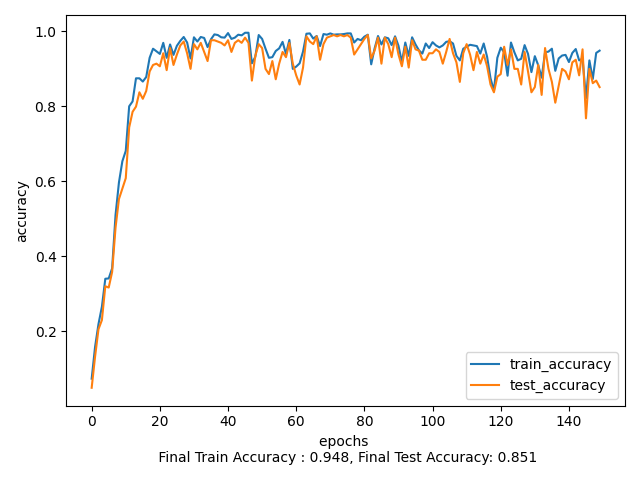 1.0
0.8
0.6
0.4
0.2
accuracy
train_accuracy
test_accuracy
0 20 40 60 80 100 120 140
epochs
Final Train Accuracy : 0.948, Final Test Accuracy: 0.851